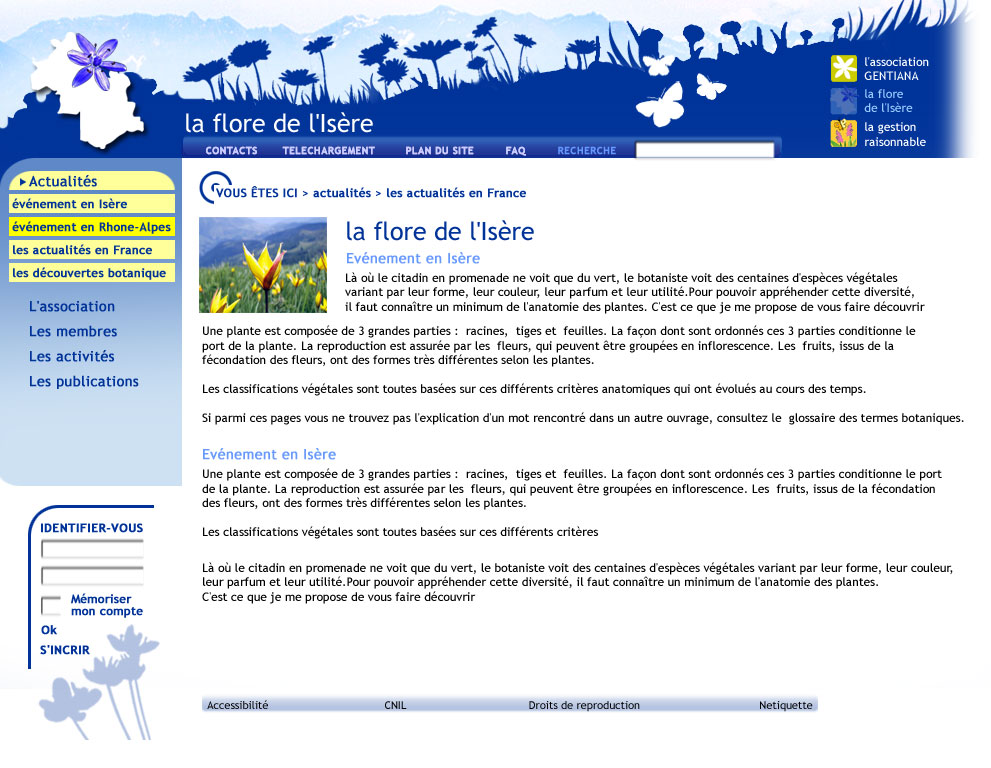 l'association
GENTIANA
la flore
de l'Isère
la gestion
raisonnable
la flore de l'Isère
CONTACTS TELECHARGEMENT PLAN DU SITE FAQ RECHERCHE
Actualités
événement en Isère
événement en Rhone-Alpes
les actualités en France
les découvertes botanique
L'association
Les membres
Les activités
Les publications
IDENTIFIER-VOUS
Mémoriser
mon compte
Ok
S'INCRIR
VOUS ÊTES ICI > actualités > les actualités en France
la flore de l'Isère
Evénement en Isère
Là où le citadin en promenade ne voit que du vert, le botaniste voit des centaines d'espèces végétales
variant par leur forme, leur couleur, leur parfum et leur utilité.Pour pouvoir appréhender cette diversité,
il faut connaître un minimum de l'anatomie des plantes. C'est ce que je me propose de vous faire découvrir
Une plante est composée de 3 grandes parties : racines, tiges et feuilles. La façon dont sont ordonnés ces 3 parties conditionne le
port de la plante. La reproduction est assurée par les fleurs, qui peuvent être groupées en inflorescence. Les fruits, issus de la
fécondation des fleurs, ont des formes très différentes selon les plantes.
Les classifications végétales sont toutes basées sur ces différents critères anatomiques qui ont évolués au cours des temps.
Si parmi ces pages vous ne trouvez pas l'explication d'un mot rencontré dans un autre ouvrage, consultez le glossaire des termes botaniques.
Evénement en Isère
Une plante est composée de 3 grandes parties : racines, tiges et feuilles. La façon dont sont ordonnés ces 3 parties conditionne le port
de la plante. La reproduction est assurée par les fleurs, qui peuvent être groupées en inflorescence. Les fruits, issus de la fécondation
des fleurs, ont des formes très différentes selon les plantes.
Les classifications végétales sont toutes basées sur ces différents critères
Là où le citadin en promenade ne voit que du vert, le botaniste voit des centaines d'espèces végétales variant par leur forme, leur couleur,
leur parfum et leur utilité.Pour pouvoir appréhender cette diversité, il faut connaître un minimum de l'anatomie des plantes.
C'est ce que je me propose de vous faire découvrir
Accessibilité CNIL Droits de reproduction Netiquette